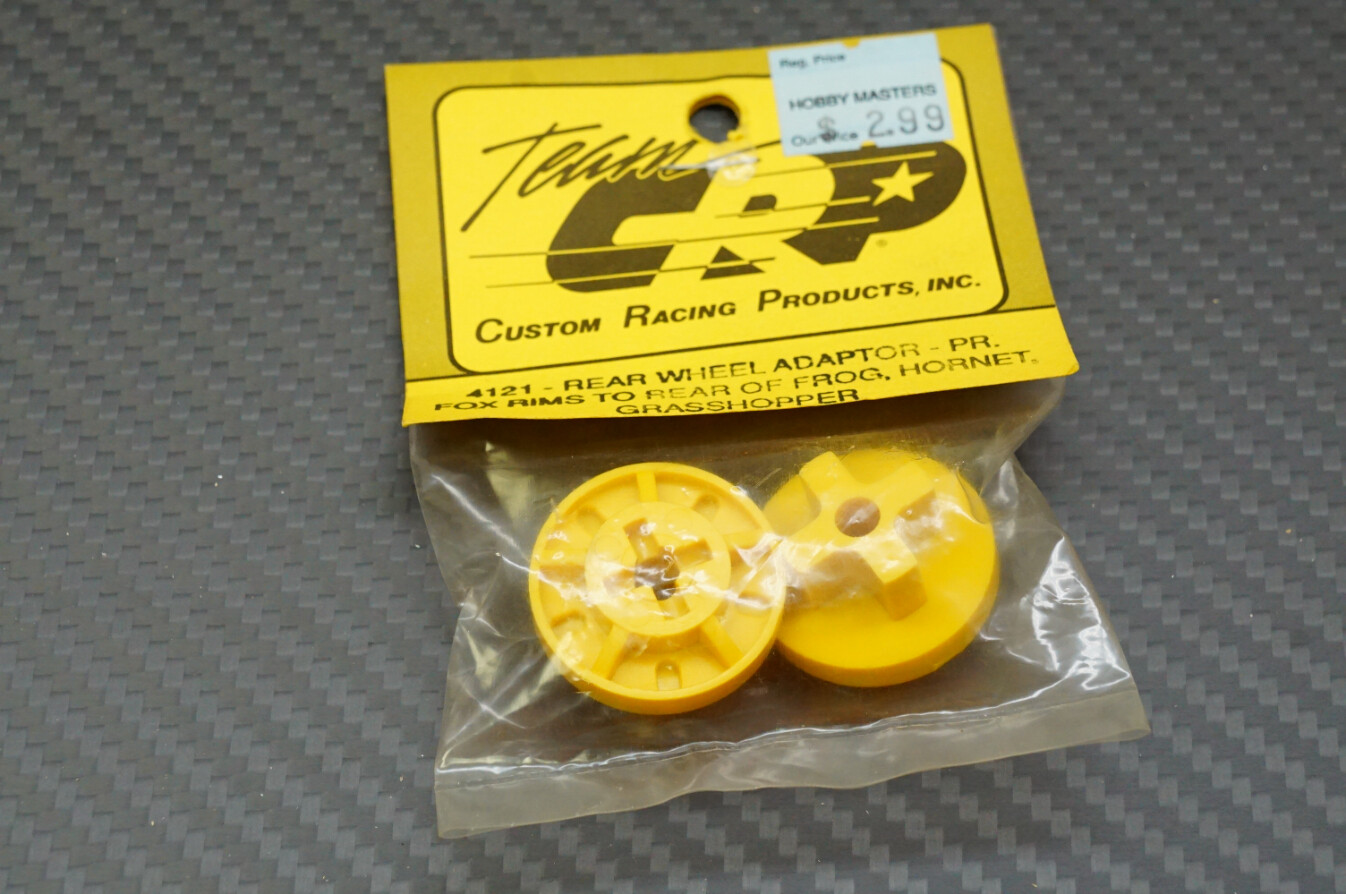 Reg. Price
HOBBY MASTERS
$ 2.99
Our Price
Team
CRP
CUSTOM RACING PRODUCTS, INC.
4121 - REAR WHEEL ADAPTOR - PR.
FOX RIMS TO REAR OF FROG, HORNET,
GRASSHOPPER